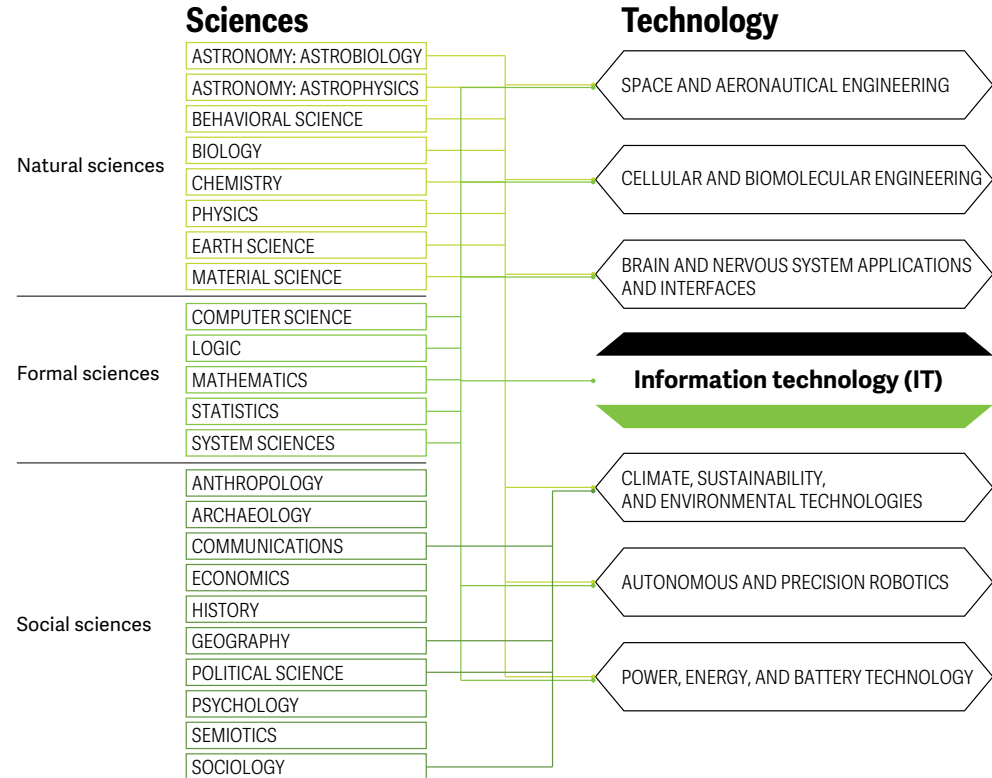 Sciences
Technology
Natural sciences
ASTRONOMY: ASTROBIOLOGY
ASTRONOMY: ASTROPHYSICS
BEHAVIORAL SCIENCE
BIOLOGY
CHEMISTRY
PHYSICS
EARTH SCIENCE
MATERIAL SCIENCE
Formal sciences
COMPUTER SCIENCE
LOGIC
MATHEMATICS
STATISTICS
SYSTEM SCIENCES
Social sciences
ANTHROPOLOGY
ARCHAEOLOGY
COMMUNICATIONS
ECONOMICS
HISTORY
GEOGRAPHY
POLITICAL SCIENCE
PSYCHOLOGY
SEMIOTICS
SOCIOLOGY
SPACE AND AERONAUTICAL ENGINEERING
CELLULAR AND BIOMOLECULAR ENGINEERING
BRAIN AND NERVOUS SYSTEM APPLICATIONS
AND INTERFACES
Information technology (IT)
CLIMATE, SUSTAINABILITY,
AND ENVIRONMENTAL TECHNOLOGIES
AUTONOMOUS AND PRECISION ROBOTICS
POWER, ENERGY, AND BATTERY TECHNOLOGY